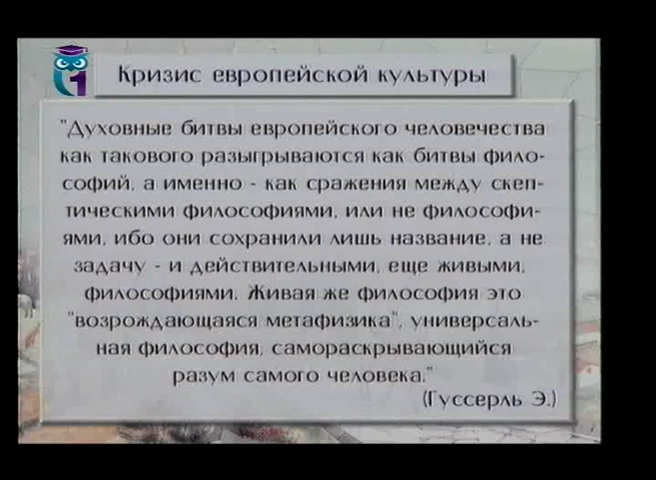 1
Кризис европейской культуры
"Духовные битвы европейского человечества
как такового разыгрываются как битвы фило-
софий, а именно - как сражения между скеп-
тическими философиями, или не философи-
ями, ибо они сохранили лишь название, а не
задачу - и действительными, еще живыми,
философиями. Живая же философия это
"возрождающаяся метафизика", универсаль-
ная философия, самораскрывающийся
разум самого человека."
(Гуссерль Э.)